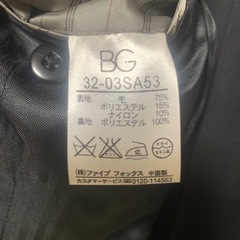 BG
32-03SA53
表地 毛 75%
ポリエステル 15%
ナイロン 10%
裏地 ポリエステル 100%
(株)ファイブ フォックス 中国製
カスタマーサービス 0120-114563